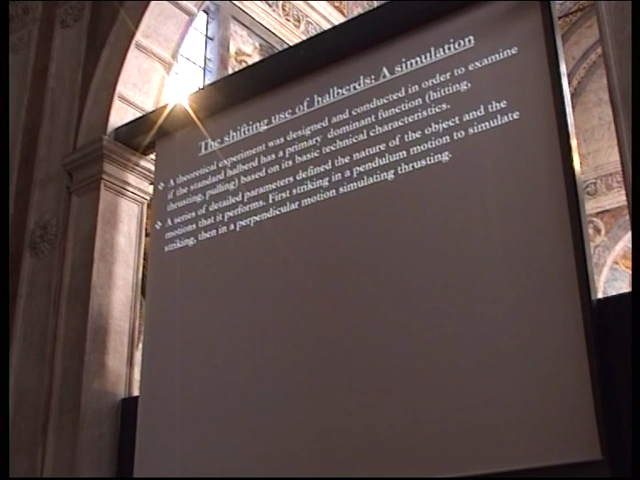 The shifting use of halberds: A simulation
❖ A theoretical experiment was designed and conducted in order to examine
if the standard halberd has a primary dominant function (hitting,
thrusting, pulling) based on its basic technical characteristics.
❖ A series of detailed parameters defined the nature of the object and the
motions that it performs. First striking in a pendulum motion to simulate
striking, then in a perpendicular motion simulating thrusting.